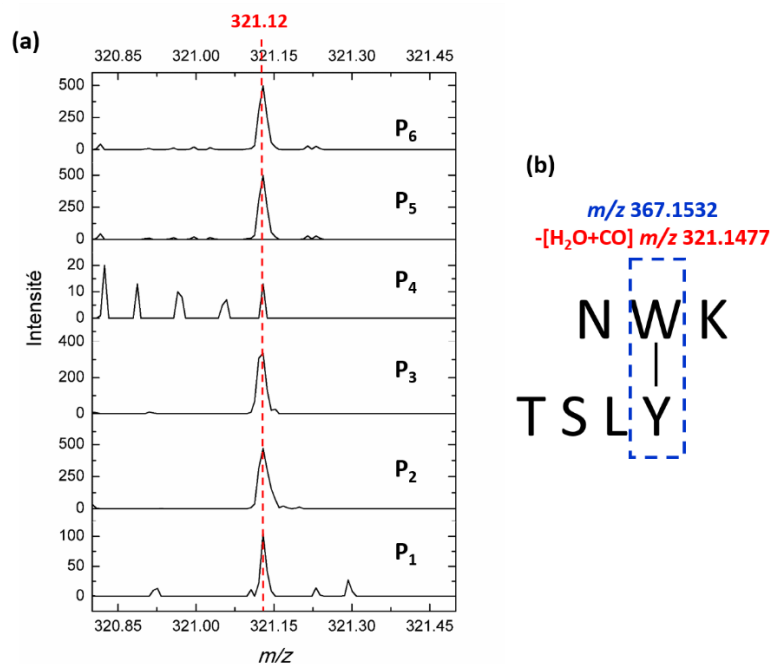 321.12
(a)
320.85 321.00 321.15 321.30 321.45
500
250
0
P6
500
250
0
P5
20
10
0
P4
400
200
0
P3
500
250
0
P2
100
50
0
P1
Intensité
320.85 321.00 321.15 321.30 321.45
m/z
(b)
m/z 367.1532
-[H2O+CO] m/z 321.1477
N W K
T S L Y